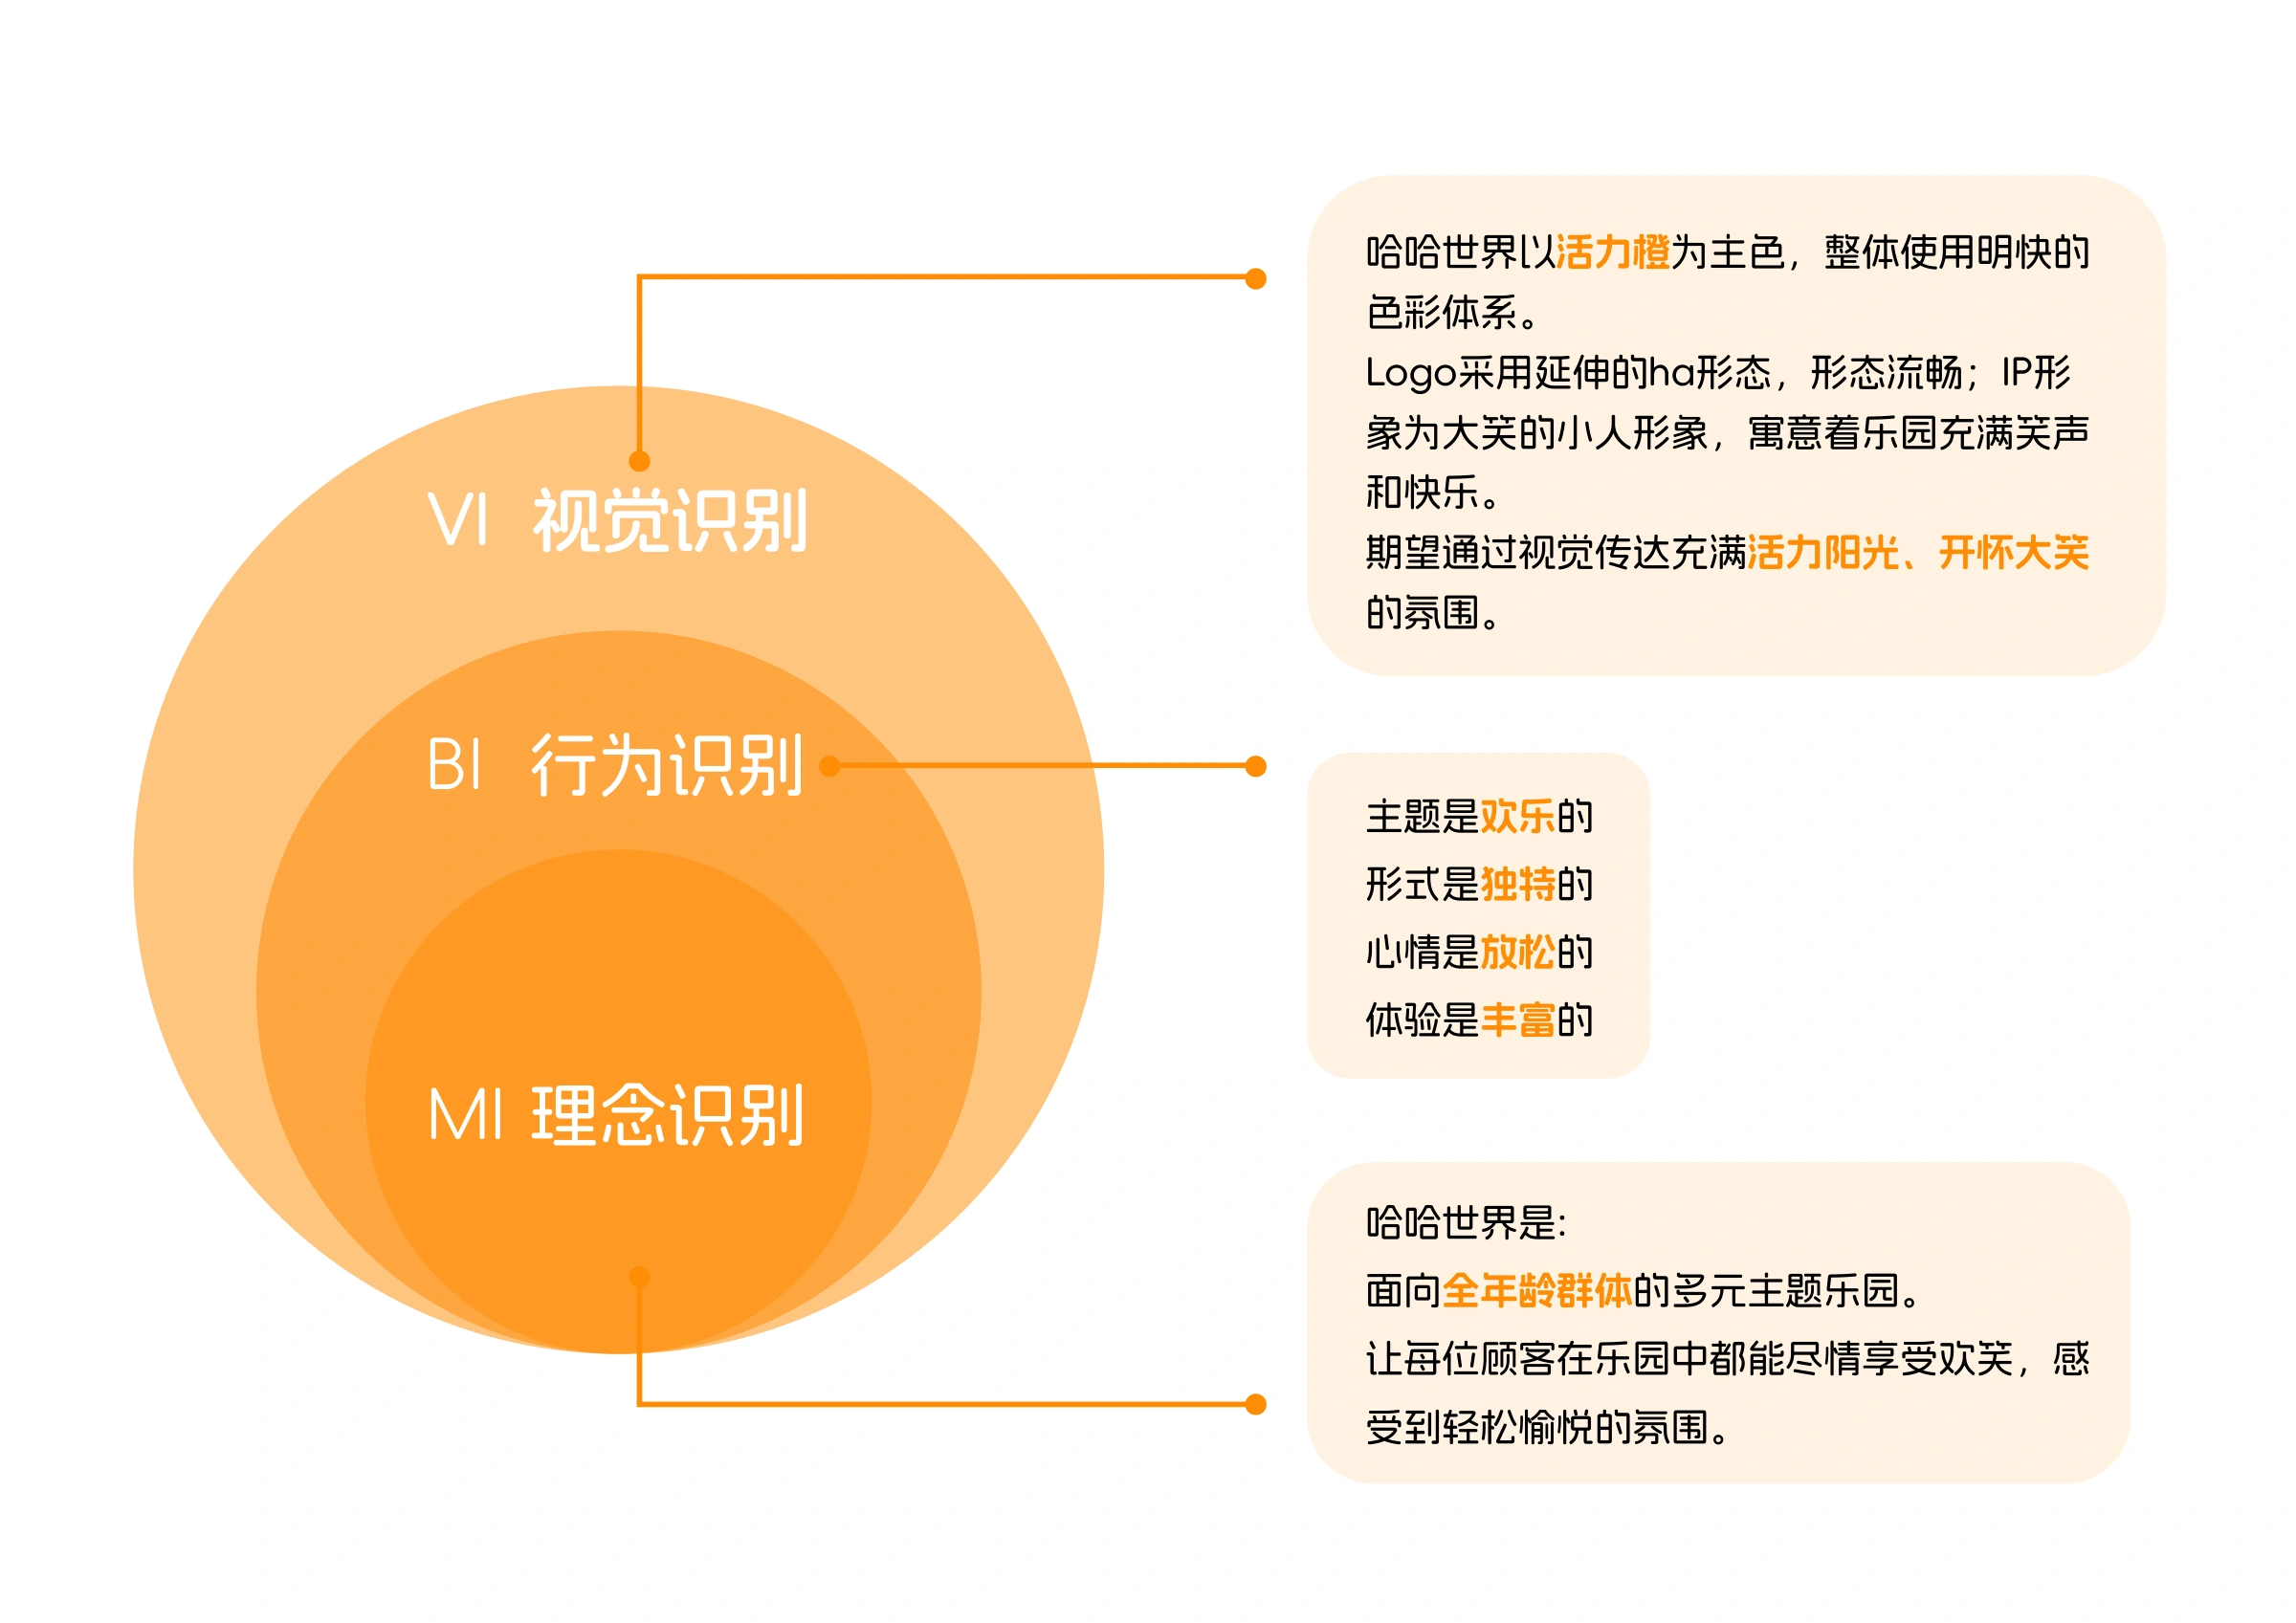 VI 视觉识别
哈哈世界以活力橙为主色，整体使用明快的
色彩体系。
Logo采用延伸的ha形态，形态流畅；IP形
象为大笑的小人形象，寓意着乐园充满笑声
和快乐。
期望通过视觉传达充满活力阳光、开怀大笑
的氛围。
BI 行为识别
主题是欢乐的
形式是独特的
心情是放松的
体验是丰富的
MI 理念识别
哈哈世界是：
面向全年龄群体的多元主题乐园。
让每位顾客在乐园中都能尽情享受欢笑，感
受到轻松愉悦的氛围。